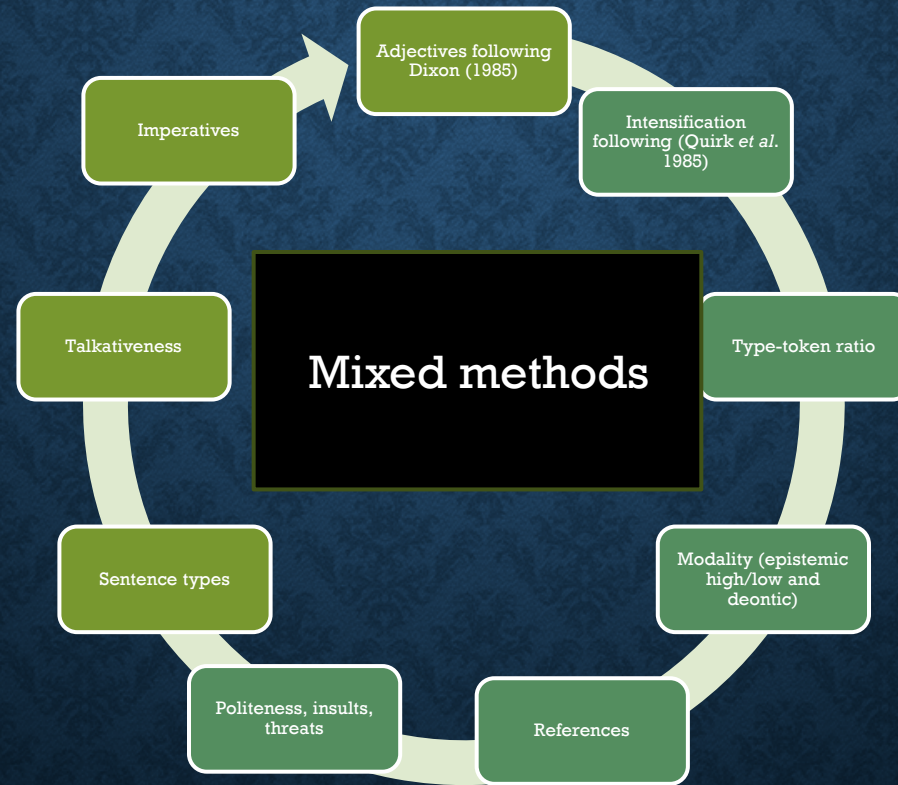 Adjectives following
Dixon (1985)
Intensification
following (Quirk et al.
1985)
Type-token ratio
Modality (epistemic
high/low and
deontic)
References
Politeness, insults,
threats
Sentence types
Talkativeness
Imperatives
Mixed methods